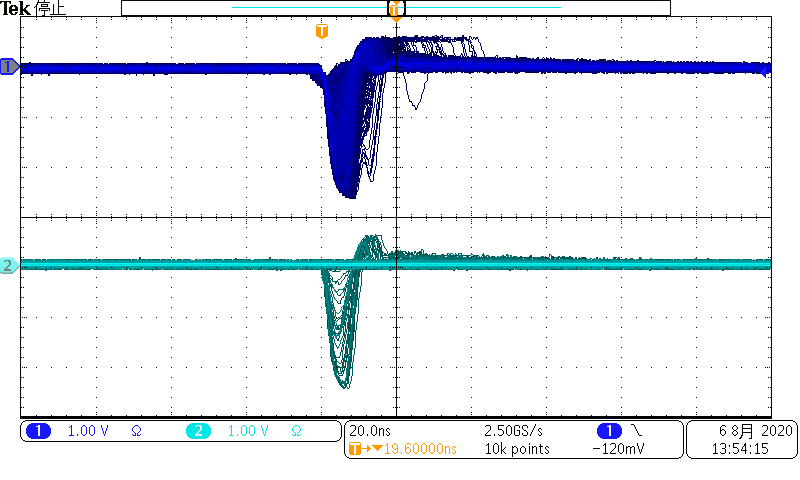 Tek 停止
T
T
1
2
1 1.00 V Ω 2 1.00 V Ω
20.0ns 2.50GS/s 1
T→▼19.60000ns 10k points −120mV
6 8月 2020
13:54:15